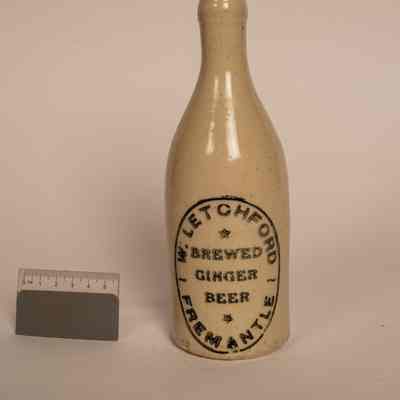 W. LETCHFORD
BREWED
GINGER
BEER
FREMANTLE